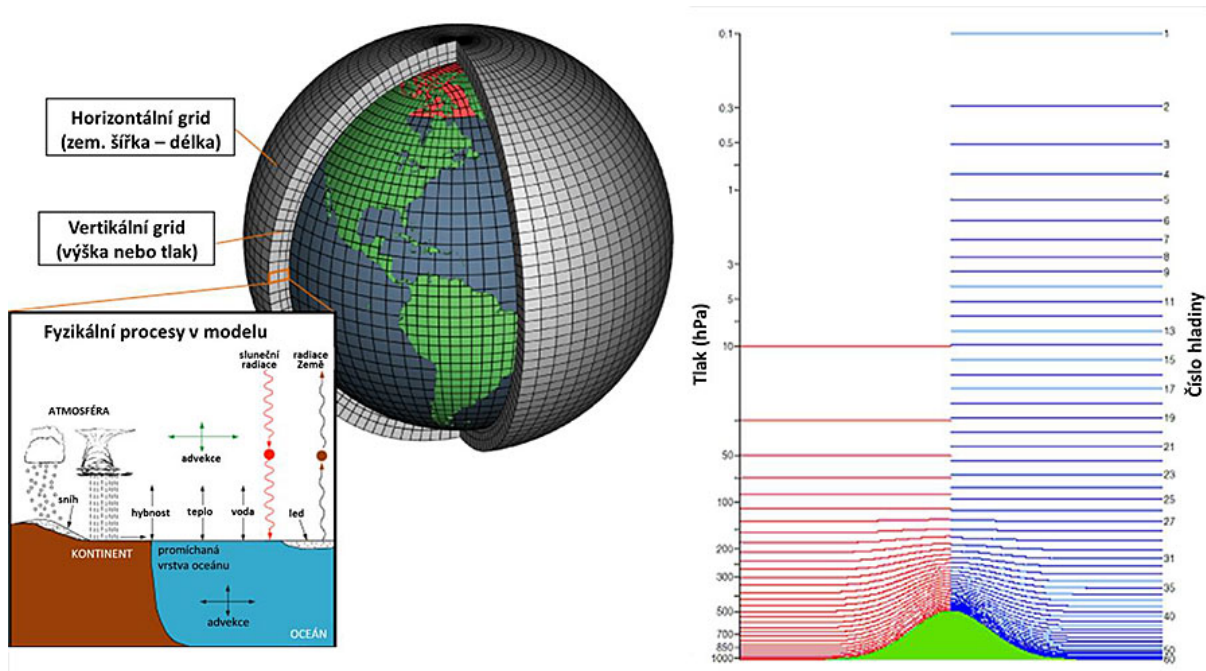 Horizontální grid
(zem. šířka – délka)
Vertikální grid
(výška nebo tlak)
Fyzikální procesy v modelu
sluneční
radiace
radiace
Země
ATMOSFÉRA
advekce
sníh
hybnost
teplo
voda
led
KONTINENT
promíchaná
vrstva oceánu
advekce
OCEÁN
Tlak (hPa)
0.1
0.3
0.5
1
3
5
10
50
100
200
300
500
700
850
1000
Číslo hladiny
1
2
3
4
5
6
7
8
9
11
13
15
17
19
21
23
25
27
31
35
40
50
60